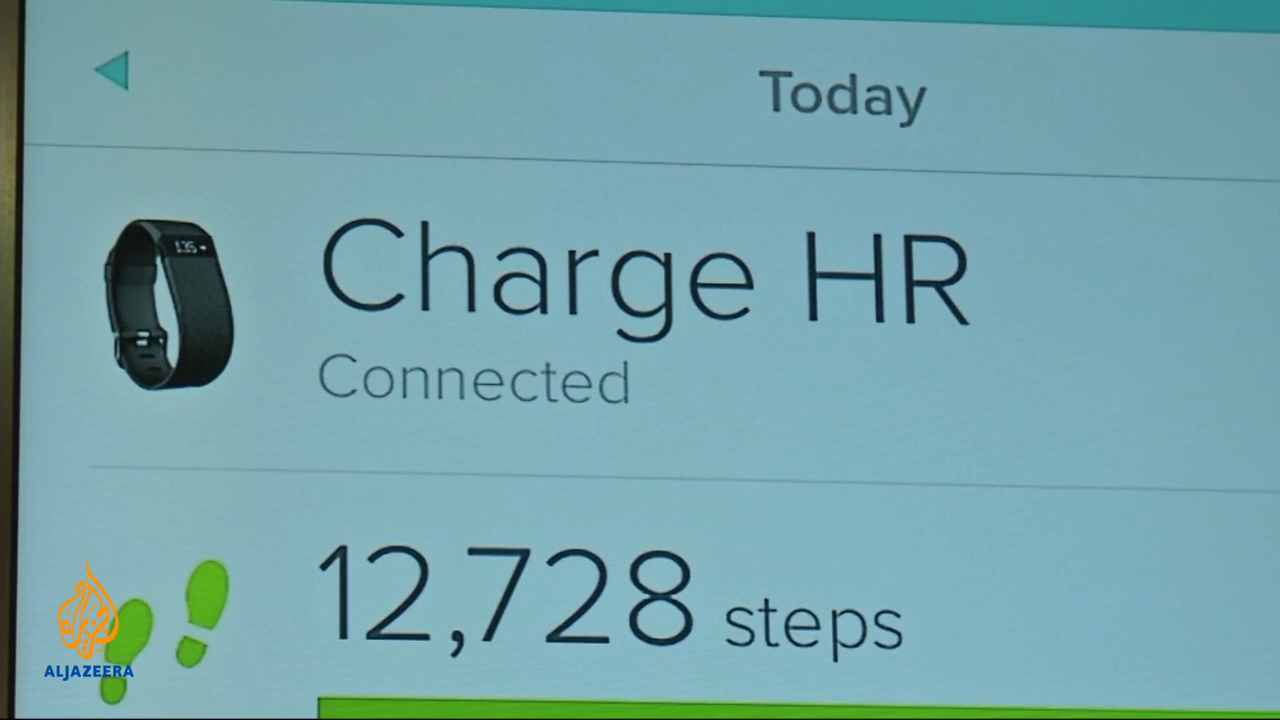 Today
Charge HR
Connected
12,728 steps
ALJAZEERA